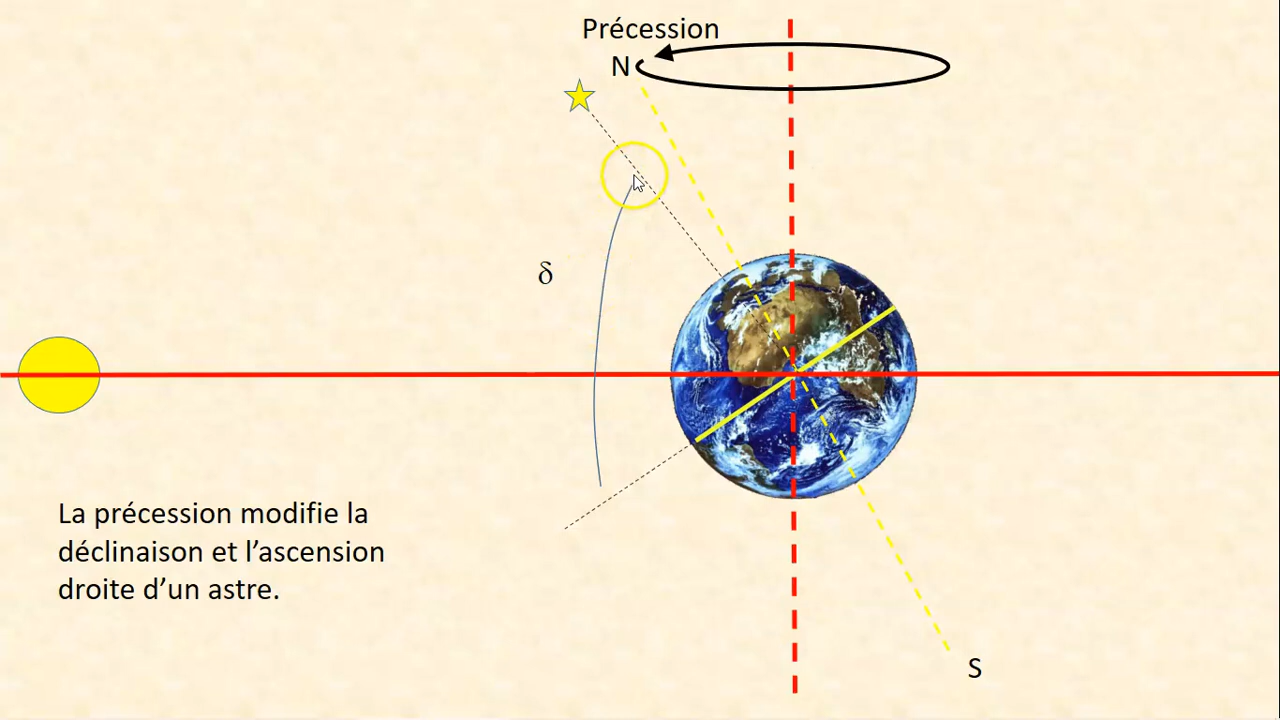 Précession
N
δ
La précession modifie la
déclinaison et l’ascension
droite d’un astre.
S